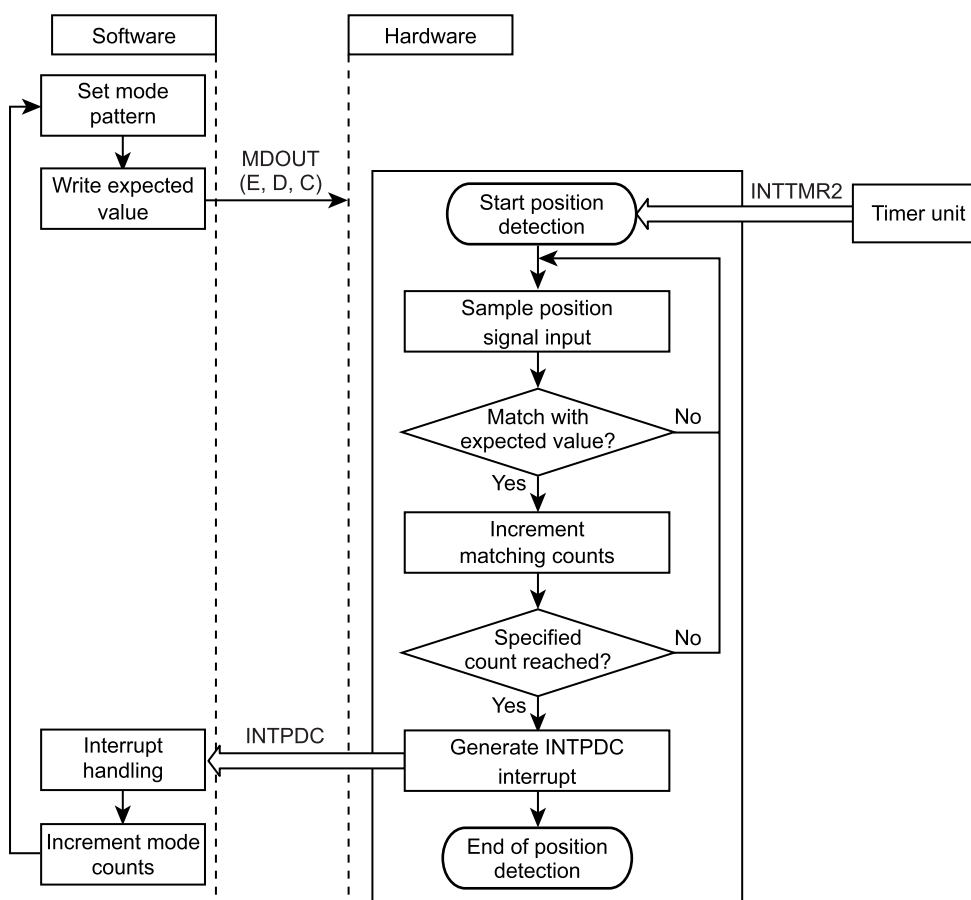 Software
Hardware
Set mode
pattern
Write expected
value
MDOUT
(E, D, C)
Start position
detection
INTTMR2
Timer unit
Sample position
signal input
Match with
expected value?
No
Yes
Increment
matching counts
Specified
count reached?
No
Yes
Generate INTPDC
interrupt
INTPDC
Interrupt
handling
Increment mode
counts
End of position
detection